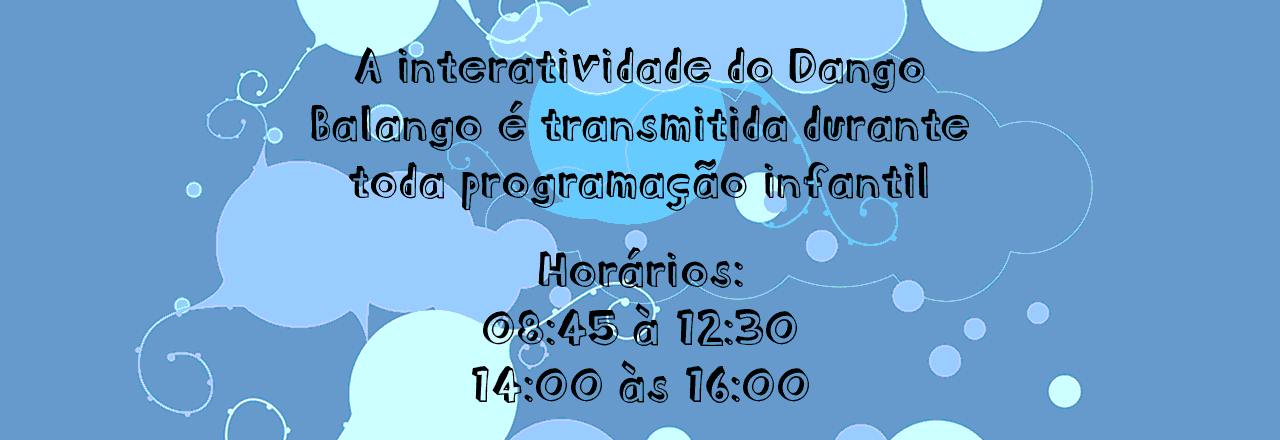 A interatividade do Dango
Balango é transmitida durante
toda programação infantil
Horários:
08:45 à 12:30
14:00 às 16:00